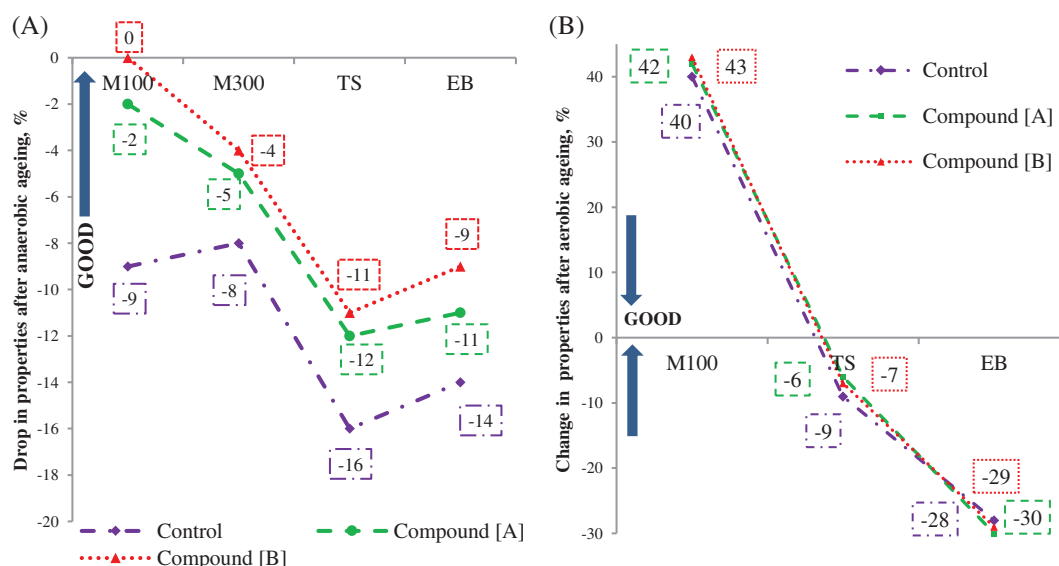 (A)
Drop in properties after anaerobic ageing, %
GOOD
0
-2
-4
-6
-8
-10
-12
-14
-16
-18
-20
M100 M300 TS EB
0
-2
-4
-5
-9
-8
-11
-9
-12
-11
-16
-14
Control
Compound [A]
Compound [B]
(B)
Change in properties after aerobic ageing, %
40
30
20
10
0
-10
-20
-30
GOOD
M100 TS EB
42
43
40
-6
-7
-9
-29
-28
-30
Control
Compound [A]
Compound [B]